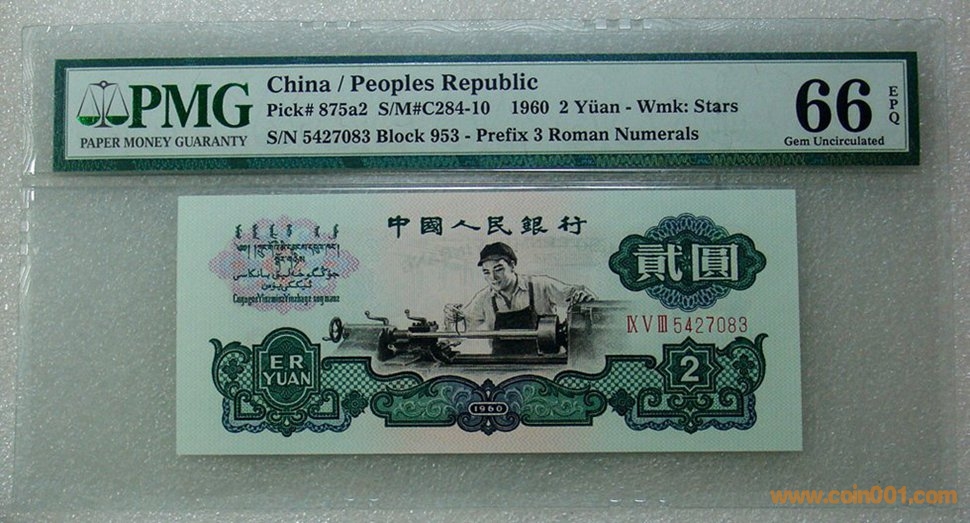 PMG
PAPER MONEY GUARANTY
China / Peoples Republic
Pick# 875a2 S/M#C284-10 1960 2 Yüan - Wmk: Stars
S/N 5427083 Block 953 - Prefix 3 Roman Numerals
66
EPQ
Gem Uncirculated
中國人民銀行
貳圓
ⅨⅤⅢ 5427083
ER
YUAN
1960
2
www.coin001.com